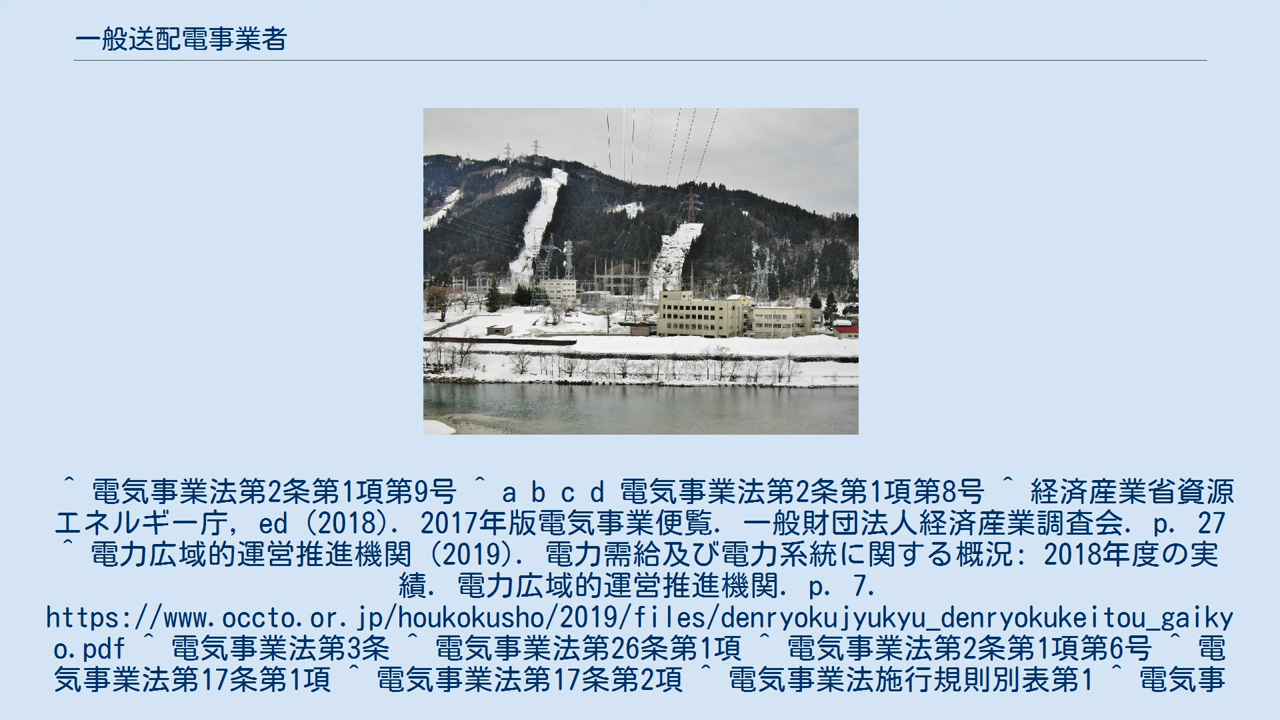 一般送配電事業者
^ 電気事業法第2条第1項第9号 ^ a b c d 電気事業法第2条第1項第8号 ^ 経済産業省資源
エネルギー庁, ed (2018). 2017年版電気事業便覧. 一般財団法人経済産業調査会. p. 27
^ 電力広域的運営推進機関 (2019). 電力需給及び電力系統に関する概況: 2018年度の実
績. 電力広域的運営推進機関. p. 7.
https://www.occto.or.jp/houkokusho/2019/files/denryokujyukyu_denryokukeitou_gaiky
o.pdf ^ 電気事業法第3条 ^ 電気事業法第26条第1項 ^ 電気事業法第2条第1項第6号 ^ 電
気事業法第17条第1項 ^ 電気事業法第17条第2項 ^ 電気事業法施行規則別表第1 ^ 電気事